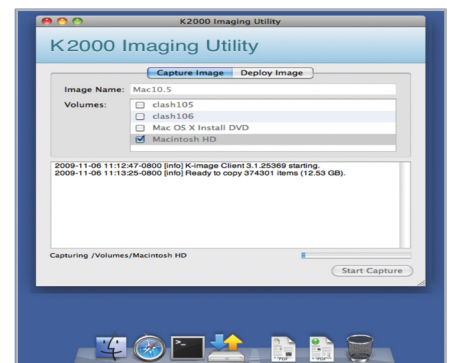 K2000 Imaging Utility
K2000 Imaging Utility
Capture Image Deploy Image
Image Name: Mac10.5
Volumes: clash105
clash106
Mac OS X Install DVD
Macintosh HD
2009-11-06 11:12:47-0800 [info] K-image Client 3.1.25369 starting.
2009-11-06 11:13:25-0800 [info] Ready to copy 374301 items (12.53 GB).
Capturing /Volumes/Macintosh HD
Start Capture